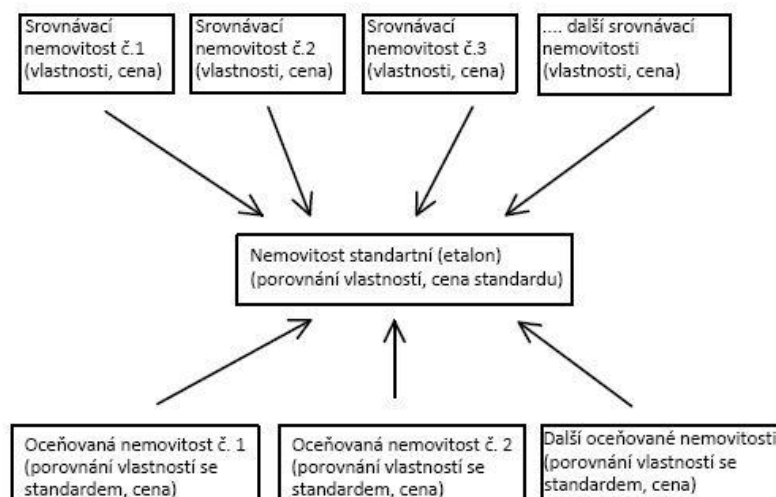 Srovnávací
nemovitost č.1
(vlastnosti, cena)
Srovnávací
nemovitost č.2
(vlastnosti, cena)
Srovnávací
nemovitost č.3
(vlastnosti, cena)
.... další srovnávací
nemovitosti
(vlastnosti, cena)
Nemovitost standartní (etalon)
(porovnání vlastností, cena standardu)
Oceňovaná nemovitost č. 1
(porovnání vlastností se
standardem, cena)
Oceňovaná nemovitost č. 2
(porovnání vlastností se
standardem, cena)
Další oceňované nemovitosti
(porovnání vlastností se
standardem, cena)